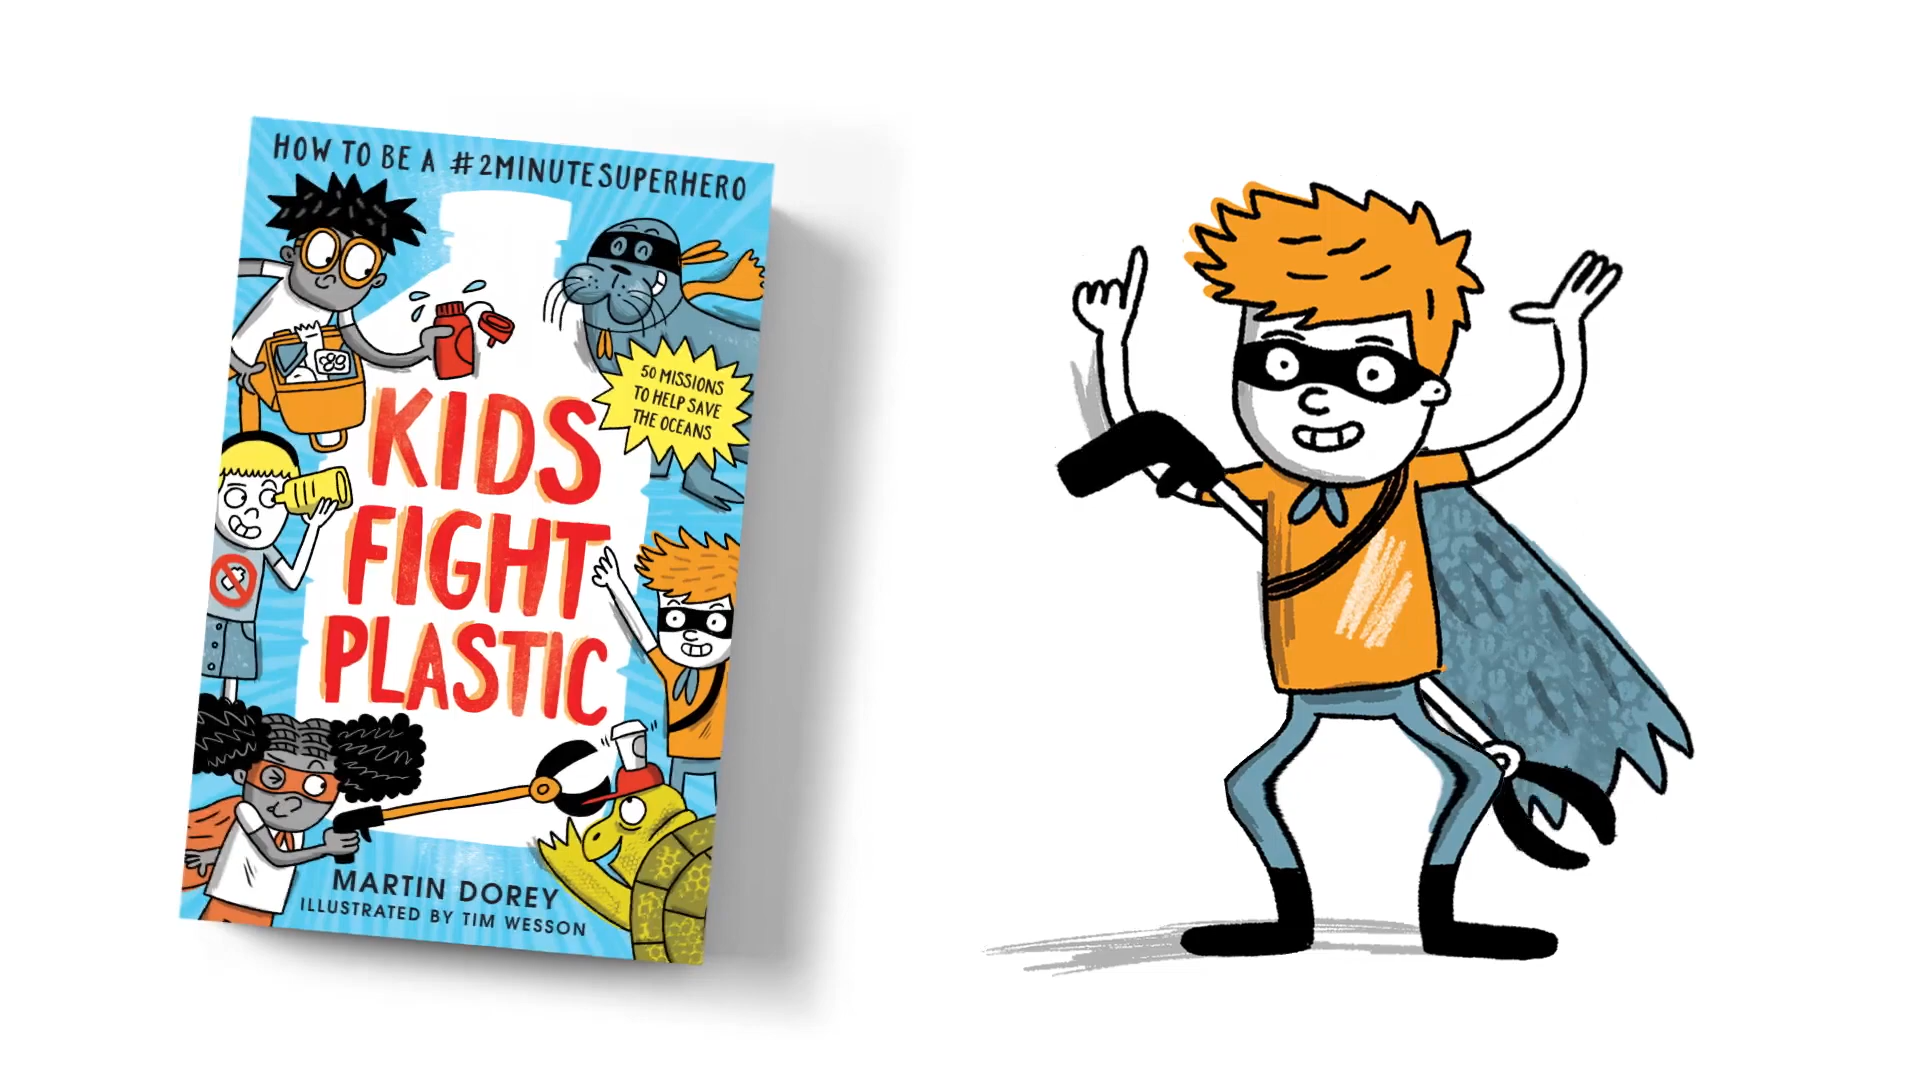 HOW TO BE A #2MINUTESUPERHERO
50 MISSIONS
TO HELP SAVE
THE OCEANS
KIDS
FIGHT
PLASTIC
MARTIN DOREY
ILLUSTRATED BY TIM WESSON